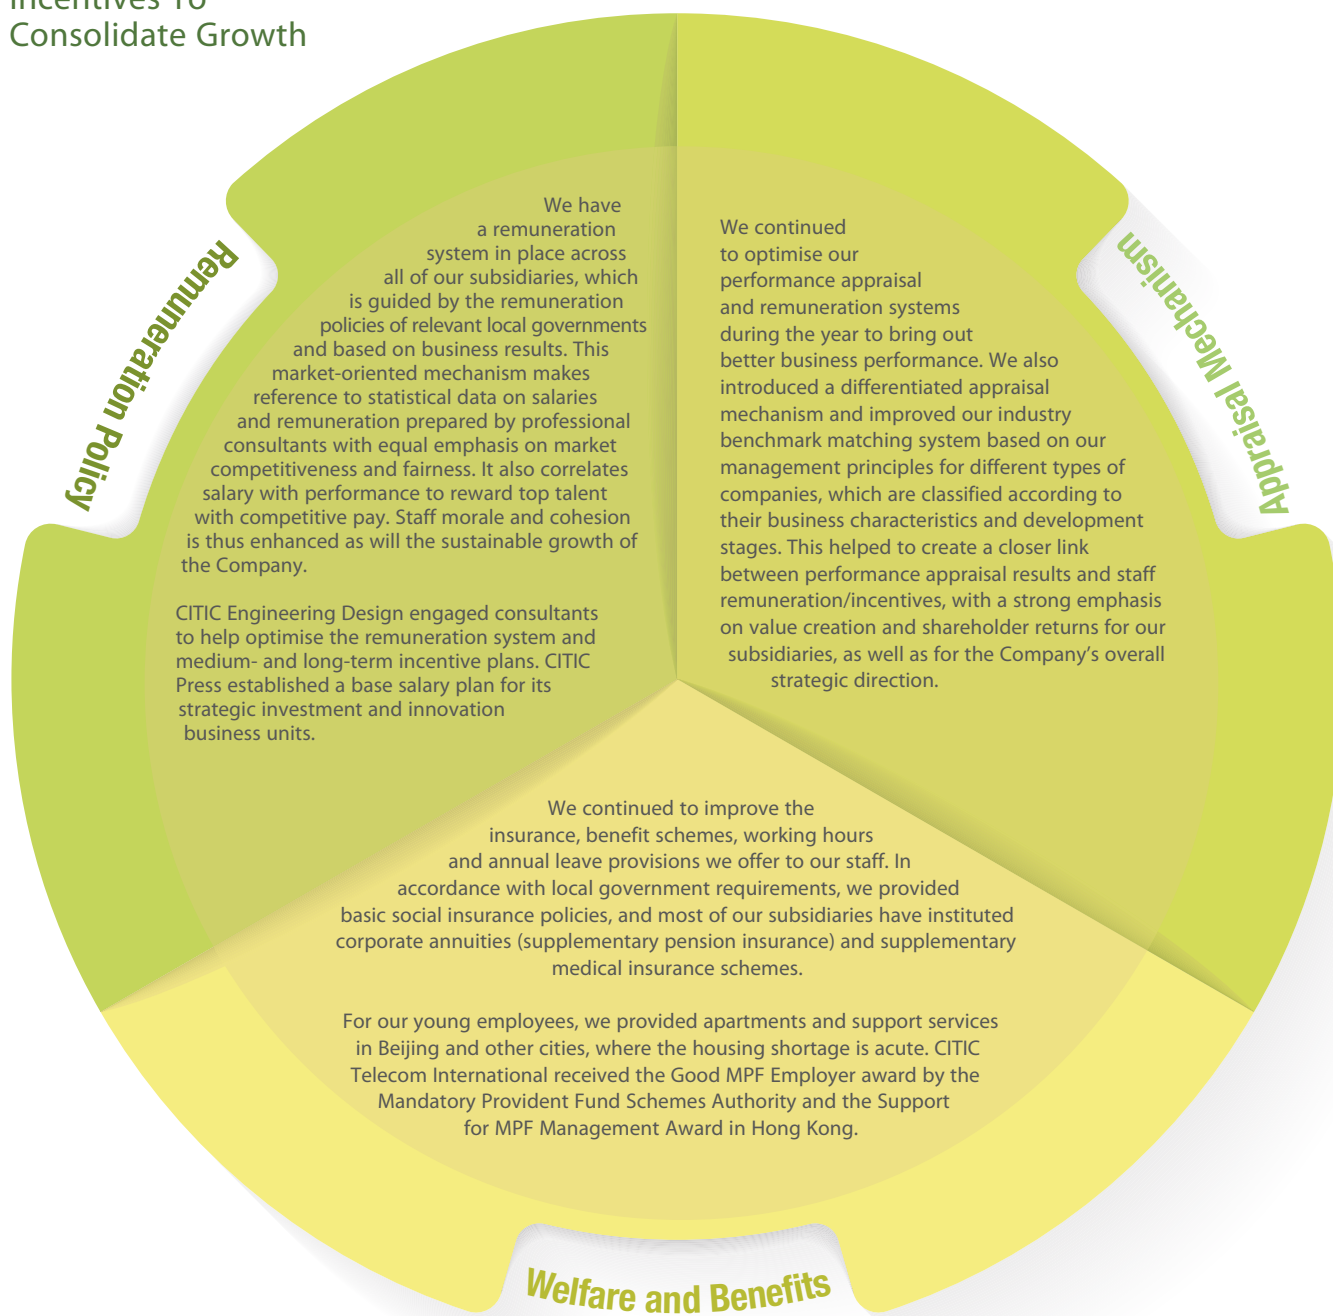 Incentives To
Consolidate Growth
Remuneration Policy
We have
a remuneration
system in place across
all of our subsidiaries, which
is guided by the remuneration
policies of relevant local governments
and based on business results. This
market-oriented mechanism makes
reference to statistical data on salaries
and remuneration prepared by professional
consultants with equal emphasis on market
competitiveness and fairness. It also correlates
salary with performance to reward top talent
with competitive pay. Staff morale and cohesion
is thus enhanced as will the sustainable growth of
the Company.
CITIC Engineering Design engaged consultants
to help optimise the remuneration system and
medium- and long-term incentive plans. CITIC
Press established a base salary plan for its
strategic investment and innovation
business units.
Appraisal Mechanism
We continued
to optimise our
performance appraisal
and remuneration systems
during the year to bring out
better business performance. We also
introduced a differentiated appraisal
mechanism and improved our industry
benchmark matching system based on our
management principles for different types of
companies, which are classified according to
their business characteristics and development
stages. This helped to create a closer link
between performance appraisal results and staff
remuneration/incentives, with a strong emphasis
on value creation and shareholder returns for our
subsidiaries, as well as for the Company's overall
strategic direction.
We continued to improve the
insurance, benefit schemes, working hours
and annual leave provisions we offer to our staff. In
accordance with local government requirements, we provided
basic social insurance policies, and most of our subsidiaries have instituted
corporate annuities (supplementary pension insurance) and supplementary
medical insurance schemes.
For our young employees, we provided apartments and support services
in Beijing and other cities, where the housing shortage is acute. CITIC
Telecom International received the Good MPF Employer award by the
Mandatory Provident Fund Schemes Authority and the Support
for MPF Management Award in Hong Kong.
Welfare and Benefits